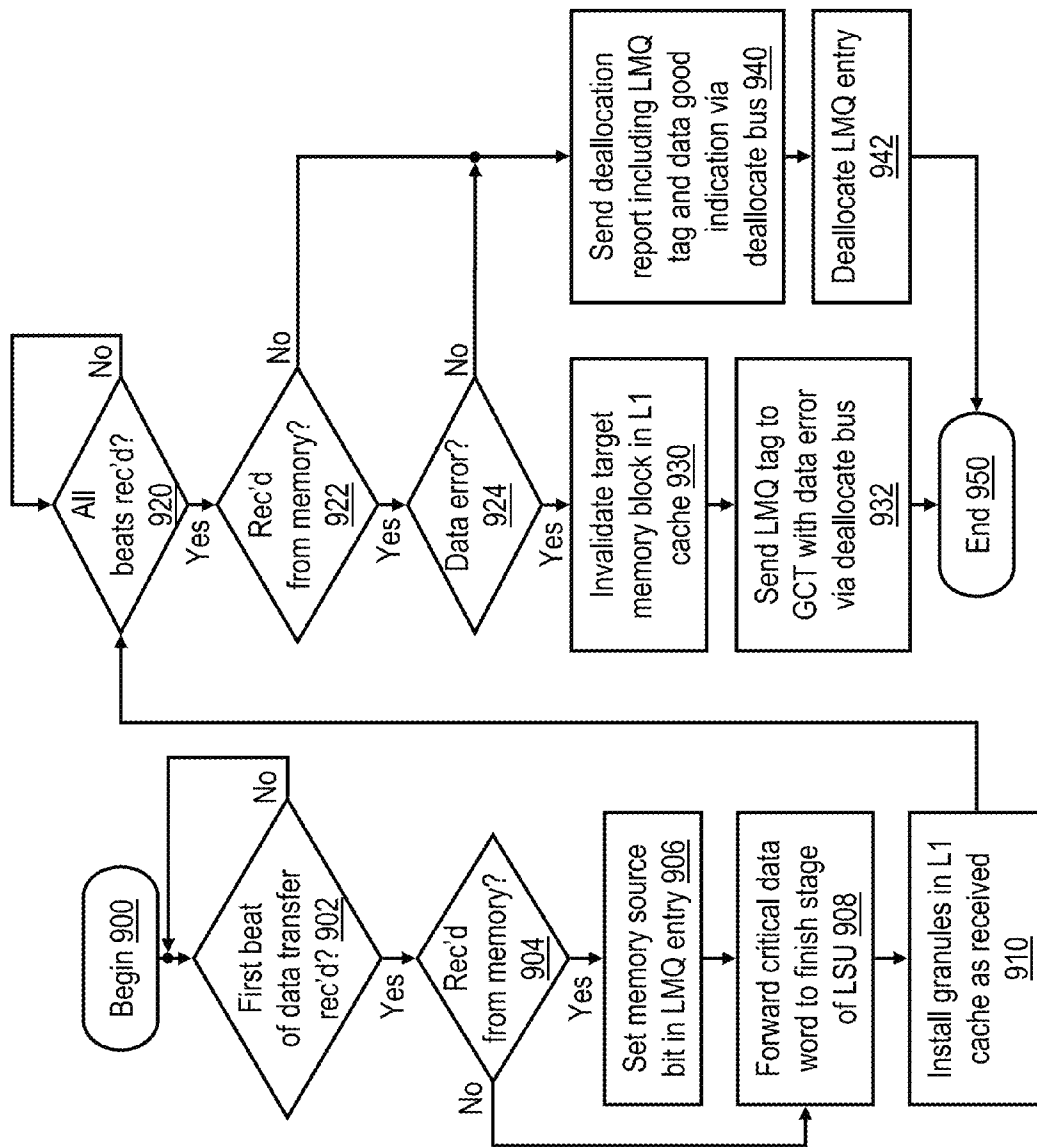 Begin 900
First beat
of data transfer
rec'd? 902
No
Yes
Rec'd
from memory?
904
No
Yes
Set memory source
bit in LMQ entry 906
Forward critical data
word to finish stage
of LSU 908
Install granules in L1
cache as received
910
All
beats rec'd?
920
No
Yes
Rec'd
from memory?
922
No
Yes
Data error?
924
No
Yes
Invalidate target
memory block in L1
cache 930
Send LMQ tag to
GCT with data error
via deallocate bus
932
Send deallocation
report including LMQ
tag and data good
indication via
deallocate bus 940
Deallocate LMQ entry
942
End 950